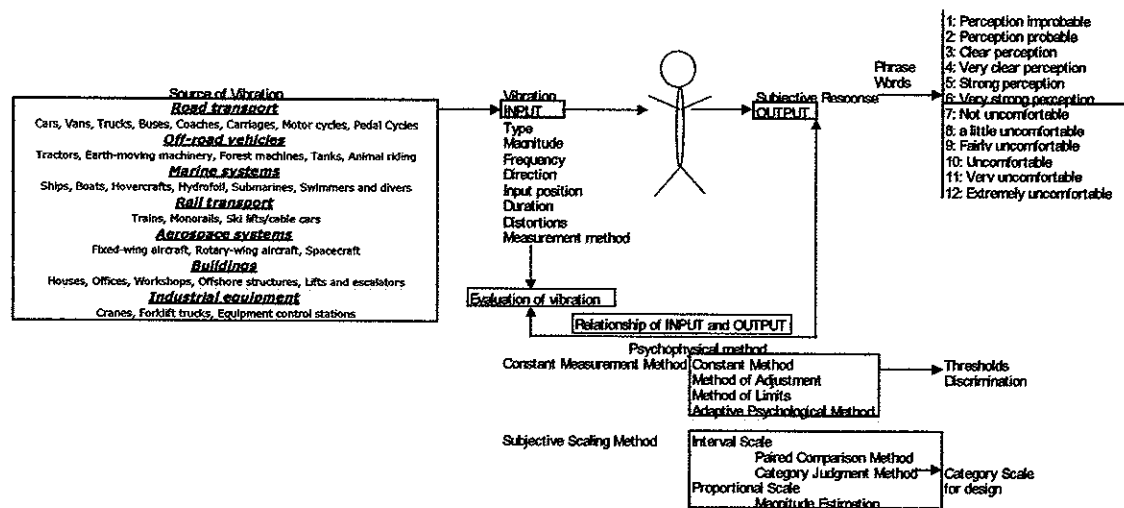 Source of Vibration
Road transport
Cars, Vans, Trucks, Buses, Coaches, Carriages, Motor cycles, Pedal Cycles
Off-road vehicles
Tractors, Earth-moving machinery, Forest machines, Tanks, Animal riding
Marine systems
Ships, Boats, Hovercrafts, Hydrofoil, Submarines, Swimmers and divers
Rail transport
Trains, Monorails, Ski lifts/cable cars
Aerospace systems
Fixed-wing aircraft, Rotary-wing aircraft, Spacecraft
Buildings
Houses, Offices, Workshops, Offshore structures, Lifts and escalators
Industrial equipment
Cranes, Forklift trucks, Equipment control stations
Vibration
INPUT
Type
Magnitude
Frequency
Direction
Input position
Duration
Distortions
Measurement method
Evaluation of vibration
Subjective Response
OUTPUT
Phrase
Words
1: Perception improbable
2: Perception probable
3: Clear perception
4: Very clear perception
5: Strong perception
6: Very strong perception
7: Not uncomfortable
8: a little uncomfortable
9: Fairly uncomfortable
10: Uncomfortable
11: Very uncomfortable
12: Extremely uncomfortable
Relationship of INPUT and OUTPUT
Psychophysical method
Constant Measurement Method
Constant Method
Method of Adjustment
Method of Limits
Adaptive Psychological Method
Thresholds
Discrimination
Subjective Scaling Method
Interval Scale
Paired Comparison Method
Category Judgment Method
Proportional Scale
Magnitude Estimation
Category Scale
for design